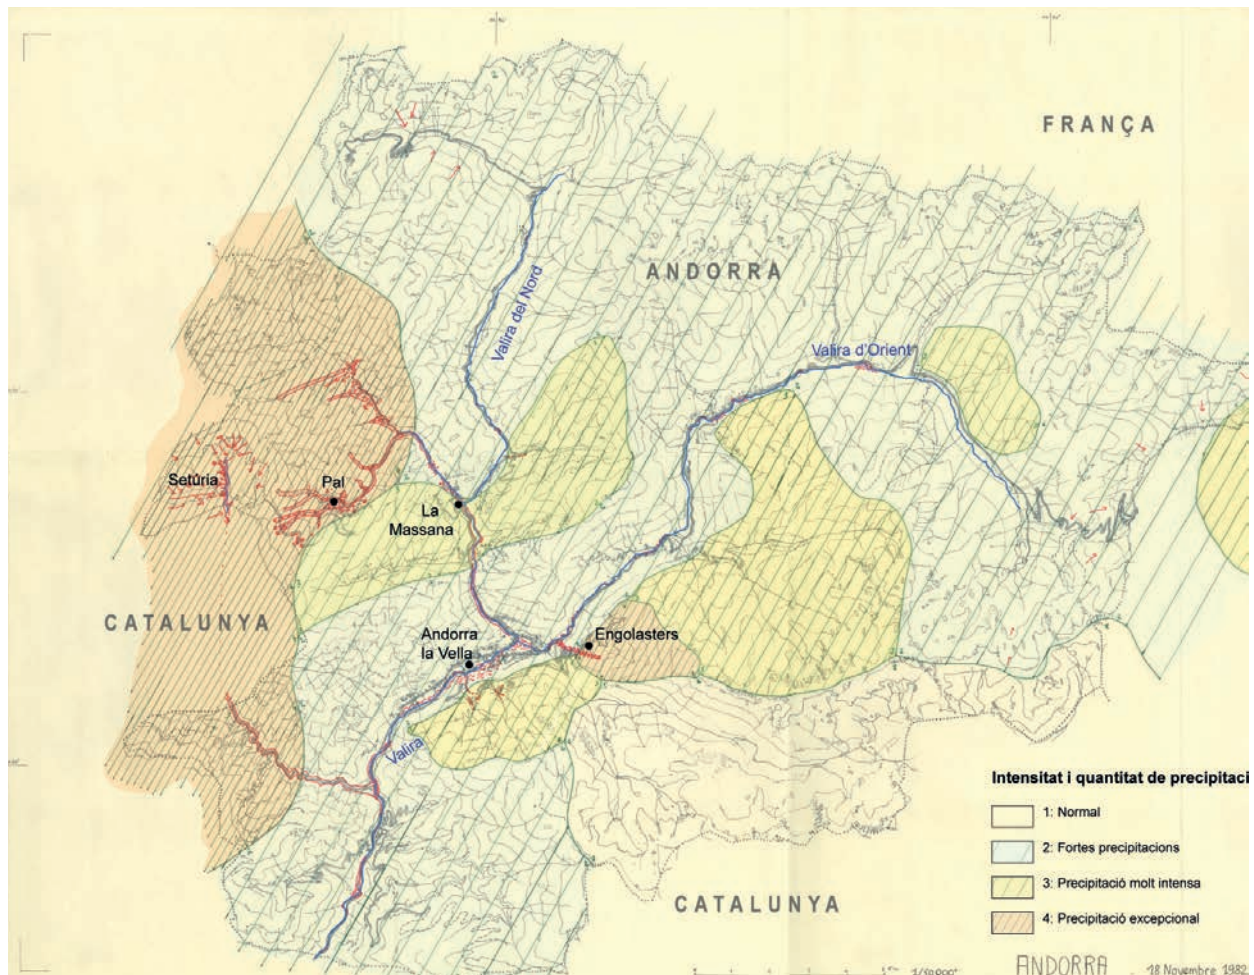 FRANÇA
ANDORRA
Valira del Nord
Valira d'Orient
Setúria
Pal
La
Massana
CATALUNYA
Andorra
la Vella
Engolasters
Valira
Intensitat i quantitat de precipitaci
1: Normal
2: Fortes precipitacions
3: Precipitació molt intensa
4: Precipitació excepcional
CATALUNYA
ANDORRA
18 Novembre 1982